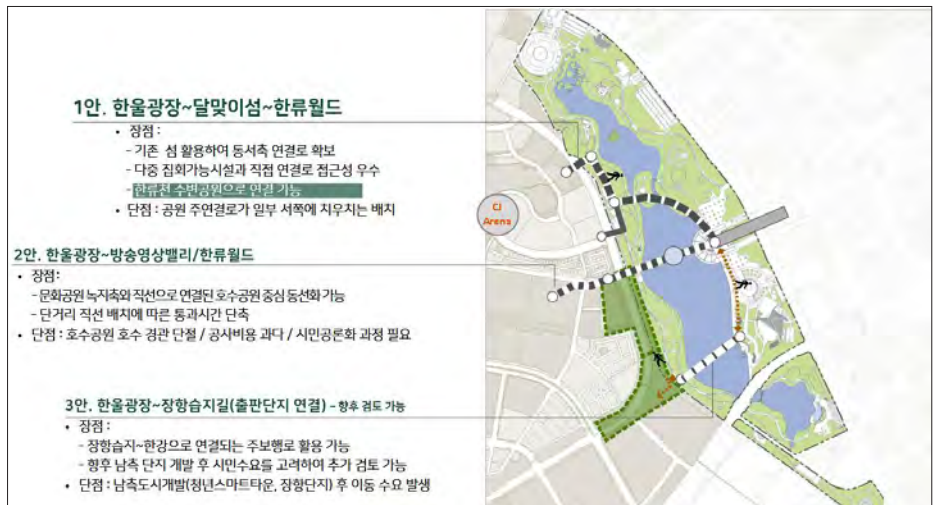 1안. 한울광장~달맞이섬~한류월드
• 장점 :
- 기존 섬 활용하여 동서축 연결로 확보
- 다중 집회가능시설과 직접 연결로 접근성 우수
- 한류천 수변공원으로 연결 가능
• 단점 : 공원 주연결로가 일부 서쪽에 치우치는 배치
CJ
Arena
2안. 한울광장~방송영상밸리/한류월드
• 장점:
- 문화공원 녹지축와 직선으로 연결된 호수공원 중심 동선화 가능
- 단거리 직선 배치에 따른 통과시간 단축
• 단점 : 호수공원 호수 경관 단절 / 공사비용 과다 / 시민공론화 과정 필요
3안. 한울광장~장항습지길(출판단지 연결) - 향후 검토 가능
• 장점 :
- 장항습지~한강으로 연결되는 주보행로 활용 가능
- 향후 남측 단지 개발 후 시민수요를 고려하여 추가 검토 가능
• 단점 : 남측도시개발(청년스마트타운, 장항단지) 후 이동 수요 발생